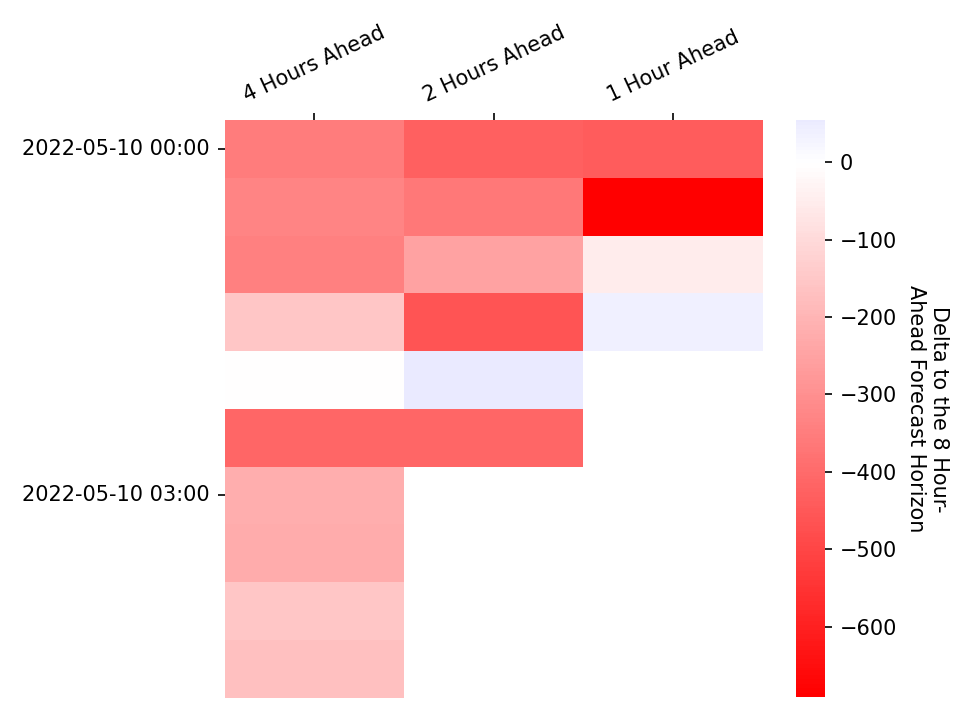 4 Hours Ahead
2 Hours Ahead
1 Hour Ahead
2022-05-10 00:00
2022-05-10 03:00
0
−100
−200
−300
−400
−500
−600
Delta to the 8 Hour-
Ahead Forecast Horizon